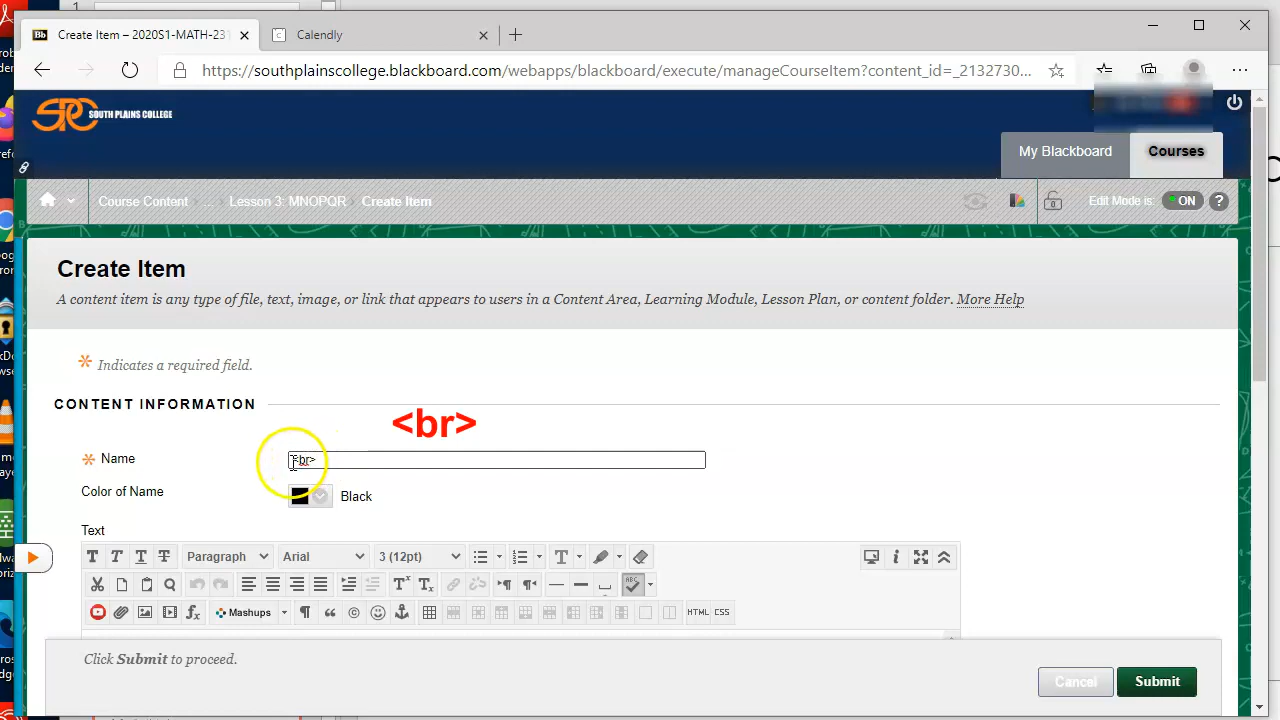 Create Item – 2020S1-MATH-231
Calendly
https://southplainscollege.blackboard.com/webapps/blackboard/execute/manageCourseItem?content_id=_2132730...
SPC SOUTH PLAINS COLLEGE
My Blackboard
Courses
Course Content
...
Lesson 3: MNOPQR
Create Item
Edit Mode is:
ON
?
Create Item
A content item is any type of file, text, image, or link that appears to users in a Content Area, Learning Module, Lesson Plan, or content folder. More Help
* Indicates a required field.
CONTENT INFORMATION
<br>
* Name
<br>
Color of Name
Black
Text
T T T T Paragraph Arial 3 (12pt)
Mashups
HTML CSS
Click Submit to proceed.
Cancel
Submit